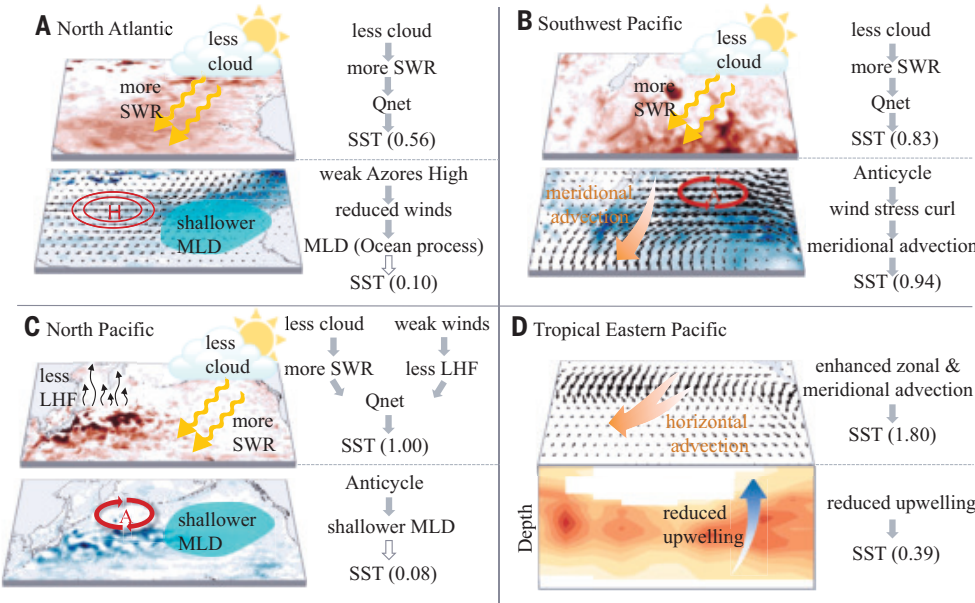 A North Atlantic
less
cloud
more
SWR
less cloud
more SWR
Qnet
SST (0.56)
H
shallower
MLD
weak Azores High
reduced winds
MLD (Ocean process)
SST (0.10)
B Southwest Pacific
less
cloud
more
SWR
less cloud
more SWR
Qnet
SST (0.83)
meridional
advection
A
Anticycle
wind stress curl
meridional advection
SST (0.94)
C North Pacific
less
cloud
less
LHF
more
SWR
less cloud weak winds
more SWR less LHF
Qnet
SST (1.00)
A
shallower
MLD
Anticycle
shallower MLD
SST (0.08)
D Tropical Eastern Pacific
horizontal
advection
enhanced zonal &
meridional advection
SST (1.80)
Depth
reduced
upwelling
reduced upwelling
SST (0.39)